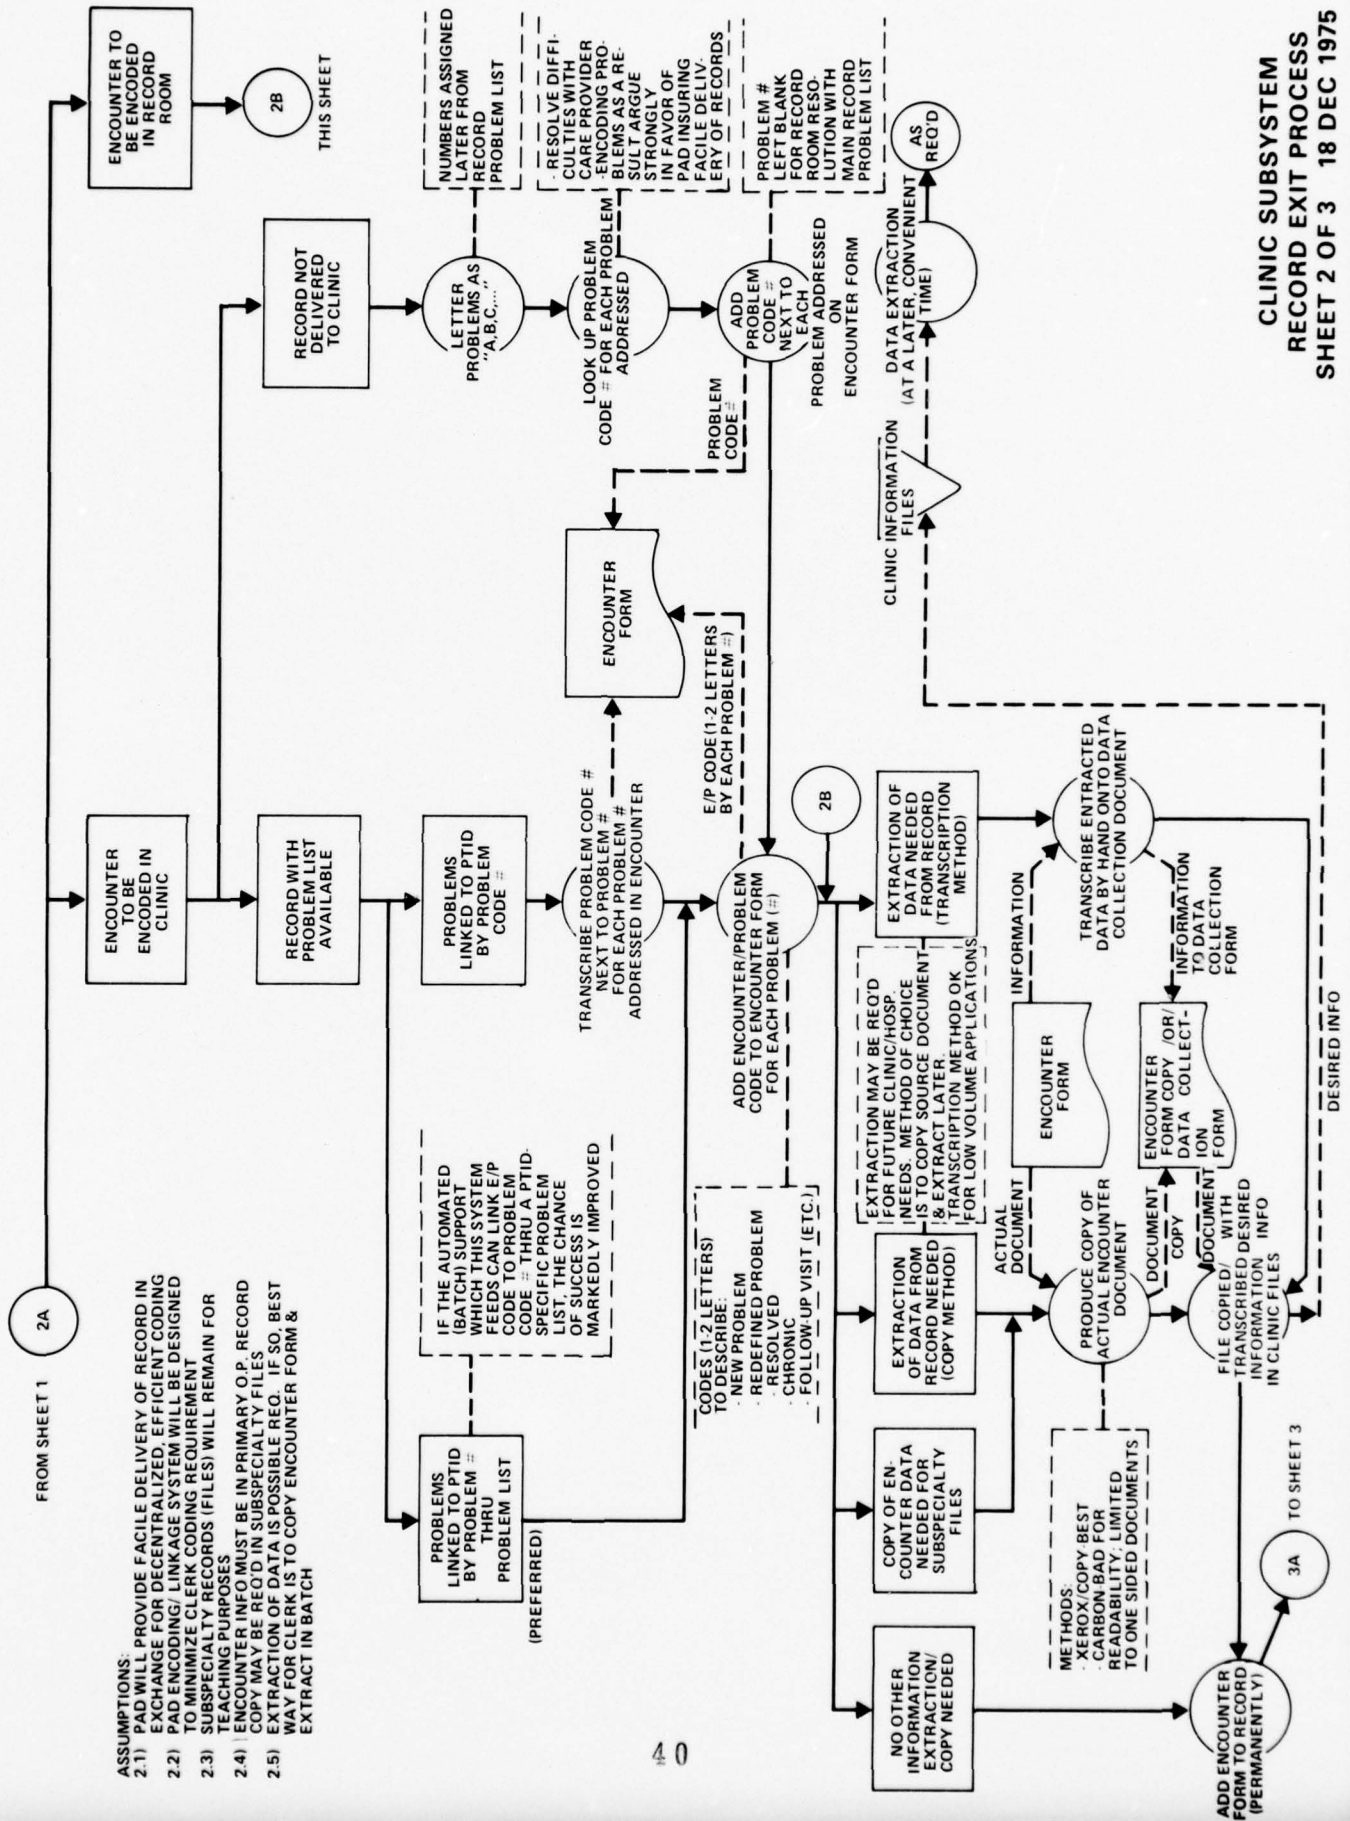 FROM SHEET 1
2A
ASSUMPTIONS:
2.1) PAD WILL PROVIDE FACILE DELIVERY OF RECORD IN
EXCHANGE FOR DECENTRALIZED, EFFICIENT CODING
2.2) PAD ENCODING/ LINKAGE SYSTEM WILL BE DESIGNED
TO MINIMIZE CLERK CODING REQUIREMENT
2.3) SUBSPECIALTY RECORDS (FILES) WILL REMAIN FOR
TEACHING PURPOSES
2.4) ENCOUNTER INFO MUST BE IN PRIMARY O.P. RECORD
COPY MAY BE REQ'D IN SUBSPECIALTY FILES
2.5) EXTRACTION OF DATA IS POSSIBLE REQ. IF SO, BEST
WAY FOR CLERK IS TO COPY ENCOUNTER FORM &
EXTRACT IN BATCH
ENCOUNTER
TO BE
ENCODED IN
CLINIC
ENCOUNTER TO
BE ENCODED
IN RECORD
ROOM
2B
THIS SHEET
RECORD WITH
PROBLEM LIST
AVAILABLE
RECORD NOT
DELIVERED
TO CLINIC
PROBLEMS
LINKED TO PTID
BY PROBLEM #
THRU
PROBLEM LIST
(PREFERRED)
IF THE AUTOMATED
(BATCH) SUPPORT
WHICH THIS SYSTEM
FEEDS CAN LINK E/P
CODE TO PROBLEM
CODE # THRU A PTID-
SPECIFIC PROBLEM
LIST, THE CHANCE
OF SUCCESS IS
MARKEDLY IMPROVED
PROBLEMS
LINKED TO PTID
BY PROBLEM
CODE #
LETTER
PROBLEMS AS
"A,B,C,..."
NUMBERS ASSIGNED
LATER FROM
RECORD
PROBLEM LIST
TRANSCRIBE PROBLEM CODE #
NEXT TO PROBLEM #
FOR EACH PROBLEM #
ADDRESSED IN ENCOUNTER
ENCOUNTER
FORM
LOOK UP PROBLEM
CODE # FOR EACH PROBLEM
ADDRESSED
- RESOLVE DIFFI-
CULTIES WITH
CARE PROVIDER
-ENCODING PRO-
BLEMS AS A RE-
SULT ARGUE
STRONGLY
IN FAVOR OF
PAD INSURING
FACILE DELIV-
ERY OF RECORDS
CODES (1-2 LETTERS)
TO DESCRIBE:
- NEW PROBLEM
- REDEFINED PROBLEM
- RESOLVED
- CHRONIC
- FOLLOW-UP VISIT (ETC.)
ADD ENCOUNTER/PROBLEM
CODE TO ENCOUNTER FORM
FOR EACH PROBLEM (#)
E/P CODE(1-2 LETTERS
BY EACH PROBLEM #)
PROBLEM
CODE #
ADD
PROBLEM
CODE #
NEXT TO
EACH
PROBLEM ADDRESSED
ON
ENCOUNTER FORM
PROBLEM #
LEFT BLANK
FOR RECORD
ROOM RESO-
LUTION WITH
MAIN RECORD
PROBLEM LIST
2B
NO OTHER
INFORMATION
EXTRACTION/
COPY NEEDED
COPY OF EN-
COUNTER DATA
NEEDED FOR
SUBSPECIALTY
FILES
EXTRACTION
OF DATA FROM
RECORD NEEDED
(COPY METHOD)
EXTRACTION MAY BE REQ'D
FOR FUTURE CLINIC/HOSP.
NEEDS. METHOD OF CHOICE
IS TO COPY SOURCE DOCUMENT
& EXTRACT LATER.
TRANSCRIPTION METHOD OK
FOR LOW VOLUME APPLICATIONS
EXTRACTION OF
DATA NEEDED
FROM RECORD
(TRANSCRIPTION
METHOD)
CLINIC INFORMATION
FILES
DATA EXTRACTION
(AT A LATER, CONVENIENT
TIME)
AS
REQ'D
METHODS:
- XEROX/COPY-BEST
- CARBON-BAD FOR
READABILITY; LIMITED
TO ONE SIDED DOCUMENTS
PRODUCE COPY OF
ACTUAL ENCOUNTER
DOCUMENT
ACTUAL
DOCUMENT
ENCOUNTER
FORM
INFORMATION
TRANSCRIBE ENTRACTED
DATA BY HAND ONTO DATA
COLLECTION DOCUMENT
DOCUMENT
COPY
DOCUMENT
ENCOUNTER
FORM COPY /OR/
DATA COLLECT-
ION
FORM
INFORMATION
TO DATA
COLLECTION
FORM
ADD ENCOUNTER
FORM TO RECORD
(PERMANENTLY)
3A
TO SHEET 3
FILE COPIED/ WITH
TRANSCRIBED DESIRED
INFORMATION INFO
IN CLINIC FILES
DESIRED INFO
CLINIC SUBSYSTEM
RECORD EXIT PROCESS
SHEET 2 OF 3 18 DEC 1975
40